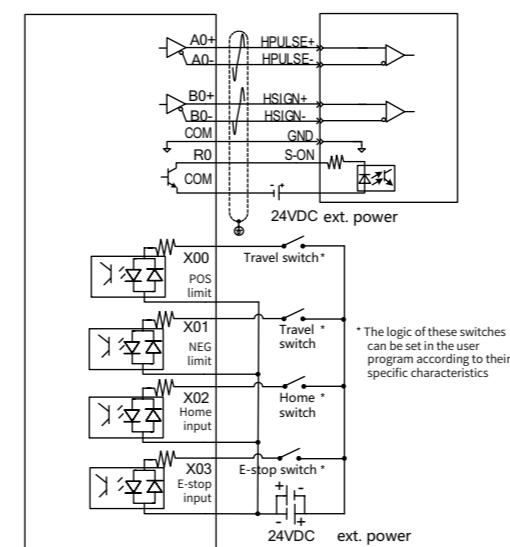 A0+ HPULSE+
A0- HPULSE-
B0+ HSIGN+
B0- HSIGN-
COM GND
R0 S-ON
COM
- +
24VDC ext. power
X00 Travel switch *
POS
limit
X01 Travel *
NEG switch
limit
* The logic of these switches
can be set in the user
program according to their
specific characteristics
X02 Home *
Home switch
input
X03 E-stop switch *
E-stop
input
+ -
- +
24VDC ext. power